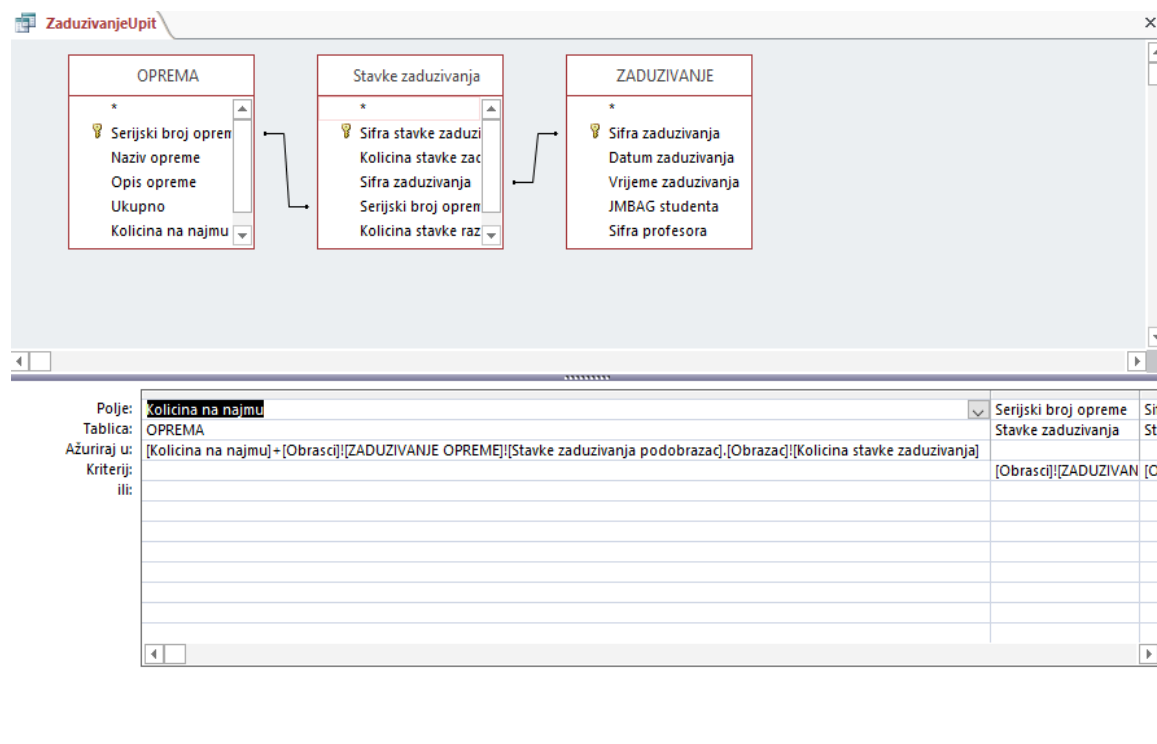 ZaduzivanjeUpit
OPREMA
*
Serijski broj oprem
Naziv opreme
Opis opreme
Ukupno
Kolicina na najmu
Stavke zaduzivanja
*
Sifra stavke zaduzi
Kolicina stavke zad
Sifra zaduzivanja
Serijski broj oprem
Kolicina stavke raz
ZADUZIVANJE
*
Sifra zaduzivanja
Datum zaduzivanja
Vrijeme zaduzivanja
JMBAG studenta
Sifra profesora
Polje: Kolicina na najmu Serijski broj opreme Si
Tablica: OPREMA Stavke zaduzivanja St
Ažuriraj u: [Kolicina na najmu]+[Obrasci]![ZADUZIVANJE OPREME]![Stavke zaduzivanja podobrazac].[Obrazac]![Kolicina stavke zaduzivanja]
Kriterij: [Obrasci]![ZADUZIVAN [O
ili: